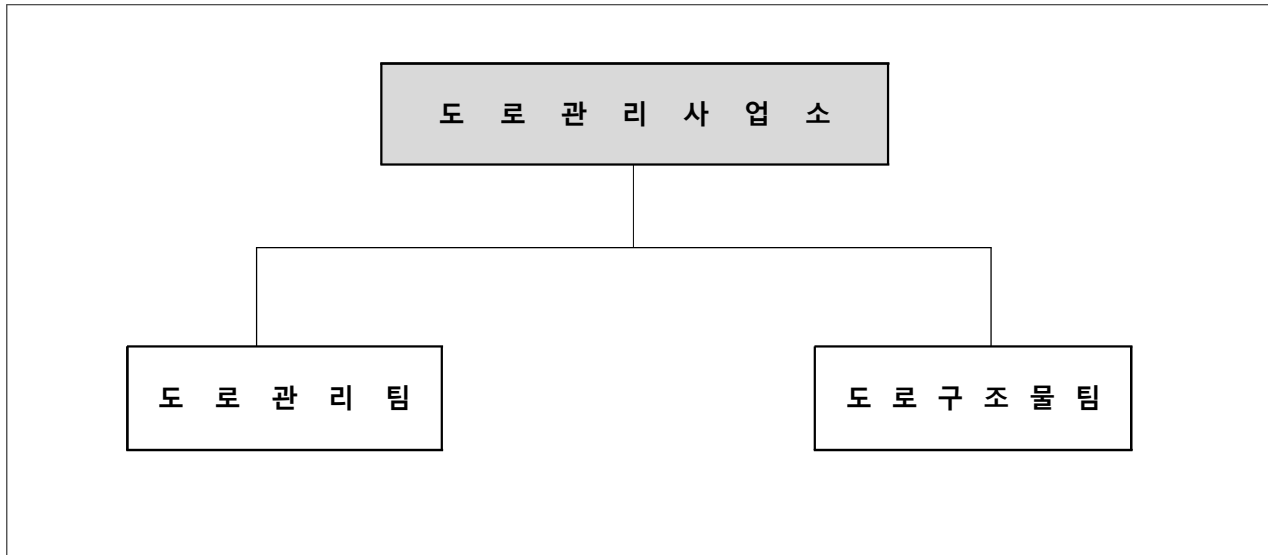 도 로 관 리 사 업 소
도 로 관 리 팀
도 로 구 조 물 팀